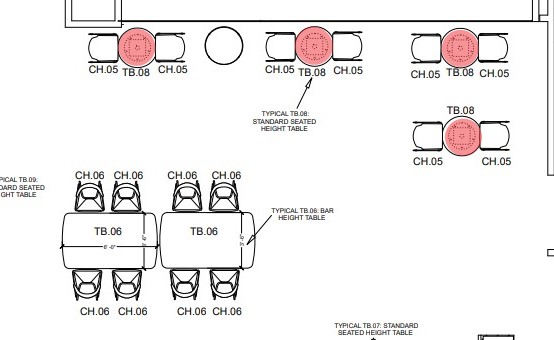 CH.05 TB.08 CH.05
CH.05 TB.08 CH.05
CH.05 TB.08 CH.05
TYPICAL TB.08:
STANDARD SEATED
HEIGHT TABLE
TB.08
CH.05 CH.05
PICAL TB.09:
DARD SEATED
GHT TABLE
CH.06 CH.06 CH.06 CH.06
TYPICAL TB.06: BAR
HEIGHT TABLE
TB.06 TB.06
6'-0"
CH.06 CH.06 CH.06 CH.06
TYPICAL TB.07: STANDARD
SEATED HEIGHT TABLE